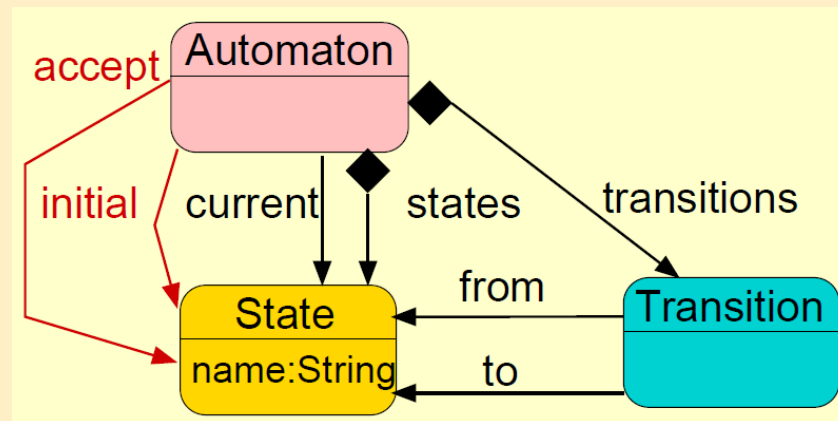 Automaton
accept
initial
current
states
transitions
from
State
name:String
to
Transition